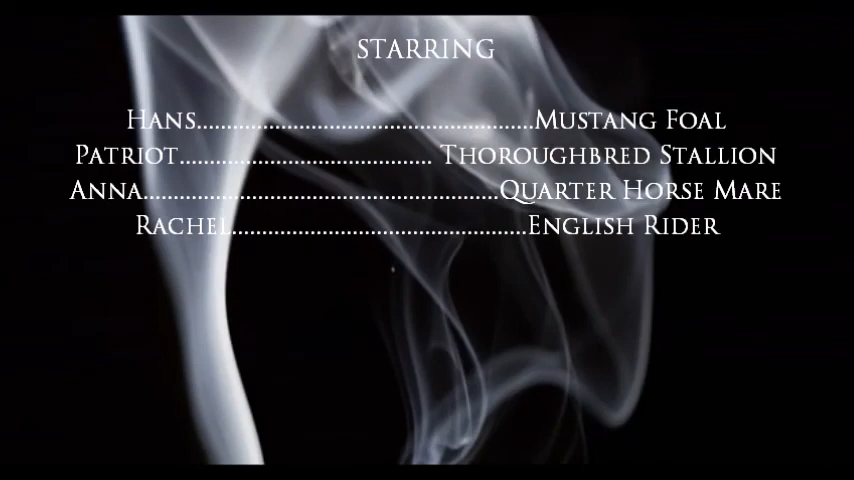 STARRING
HANS.............................................................MUSTANG FOAL
PATRIOT.......................................... THOROUGHBRED STALLION
ANNA...........................................................QUARTER HORSE MARE
RACHEL.................................................ENGLISH RIDER